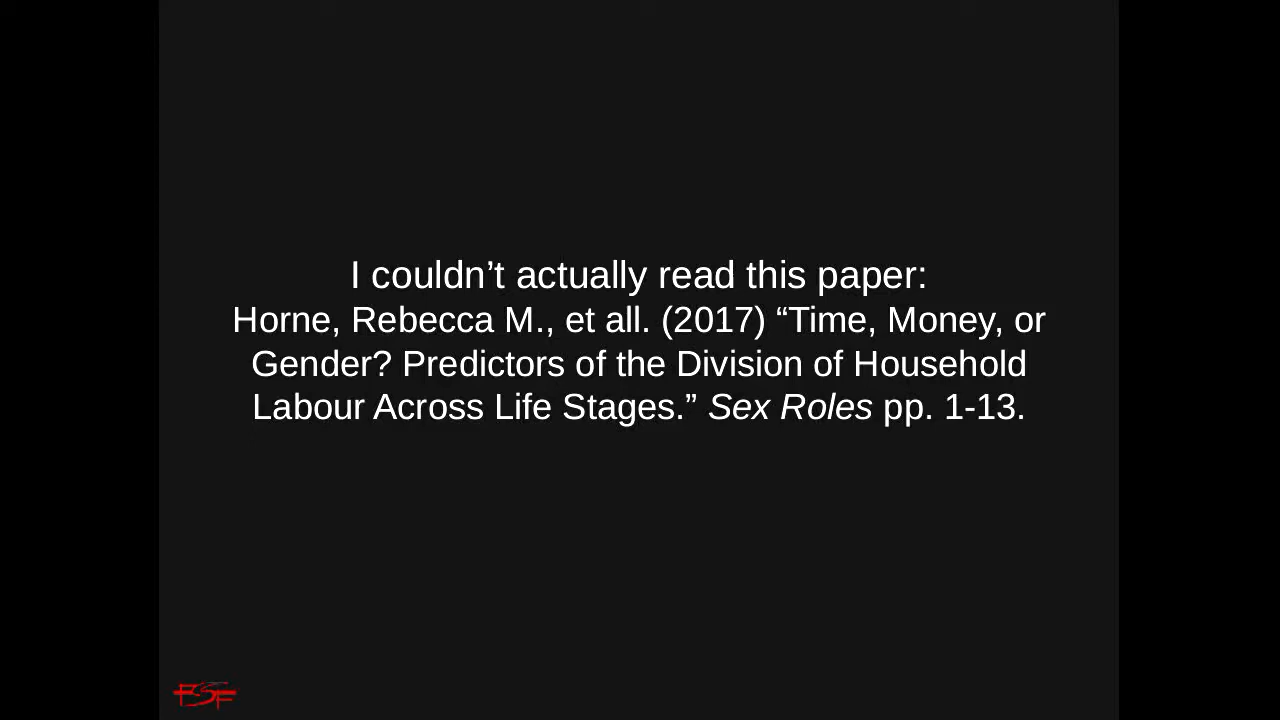 I couldn’t actually read this paper:
Horne, Rebecca M., et all. (2017) “Time, Money, or
Gender? Predictors of the Division of Household
Labour Across Life Stages.” Sex Roles pp. 1-13.
FSF